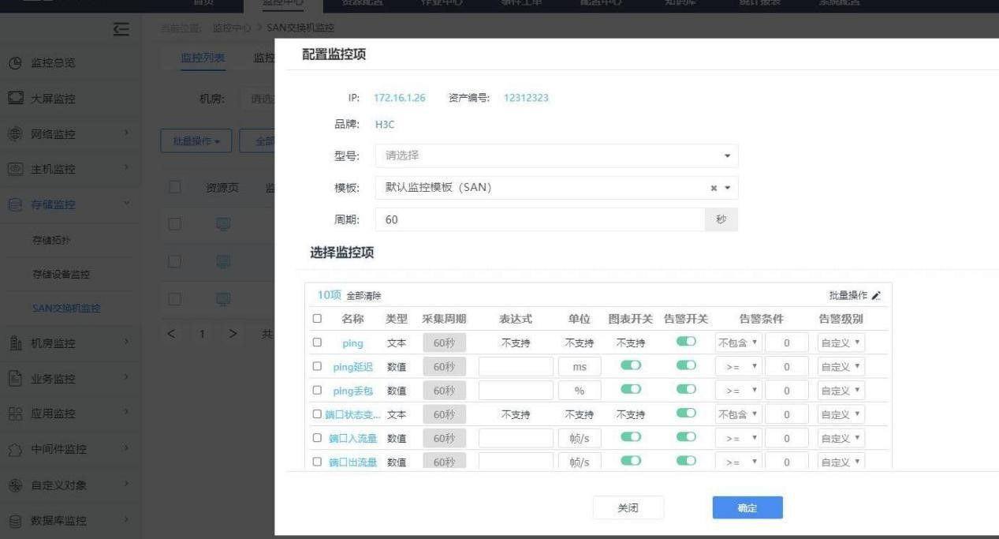 首页 监控中心 资源配置 作业中心 事件工单 配置中心 知识库 统计报表 系统配置
当前位置: 监控中心 > SAN交换机监控
监控总览
大屏监控
网络监控
主机监控
存储监控
存储拓扑
存储设备监控
SAN交换机监控
机房监控
业务监控
应用监控
中间件监控
自定义对象
数据库监控
监控列表 监控
机房: 请选
批量操作 全部
资源页 监
< 1 > 共
配置监控项
IP: 172.16.1.26 资产编号: 12312323
品牌: H3C
型号: 请选择
模板: 默认监控模板（SAN）
周期: 60 秒
选择监控项
10项 全部清除 批量操作
名称 类型 采集周期 表达式 单位 图表开关 告警开关 告警条件 告警级别
ping 文本 60秒 不支持 不支持 不支持 不包含 0 自定义
ping延迟 数值 60秒 ms >= 0 自定义
ping丢包 数值 60秒 % >= 0 自定义
端口状态变... 文本 60秒 不支持 不支持 不支持 不包含 0 自定义
端口入流量 数值 60秒 帧/s >= 0 自定义
端口出流量 数值 60秒 帧/s >= 0 自定义
关闭 确定